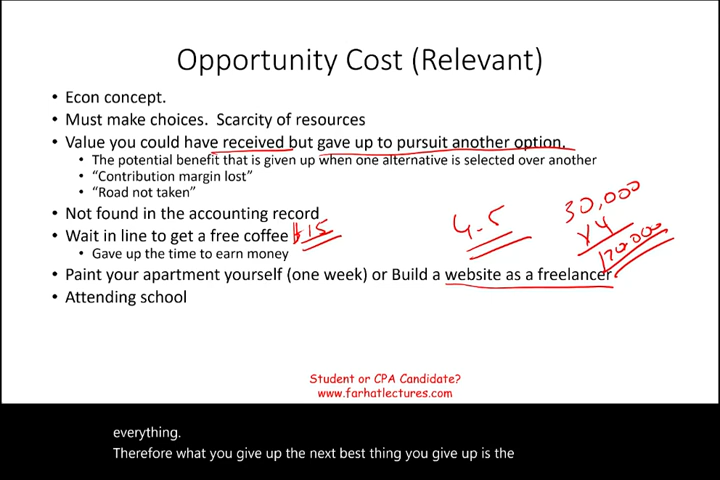 Opportunity Cost (Relevant)
• Econ concept.
• Must make choices. Scarcity of resources
• Value you could have received but gave up to pursuit another option.
• The potential benefit that is given up when one alternative is selected over another
• “Contribution margin lost”
• “Road not taken”
• Not found in the accounting record
• Wait in line to get a free coffee $15
• Gave up the time to earn money
• Paint your apartment yourself (one week) or Build a website as a freelancer
• Attending school
4-5
30,000
x4
120,000
Student or CPA Candidate?
www.farhatlectures.com
everything.
Therefore what you give up the next best thing you give up is the